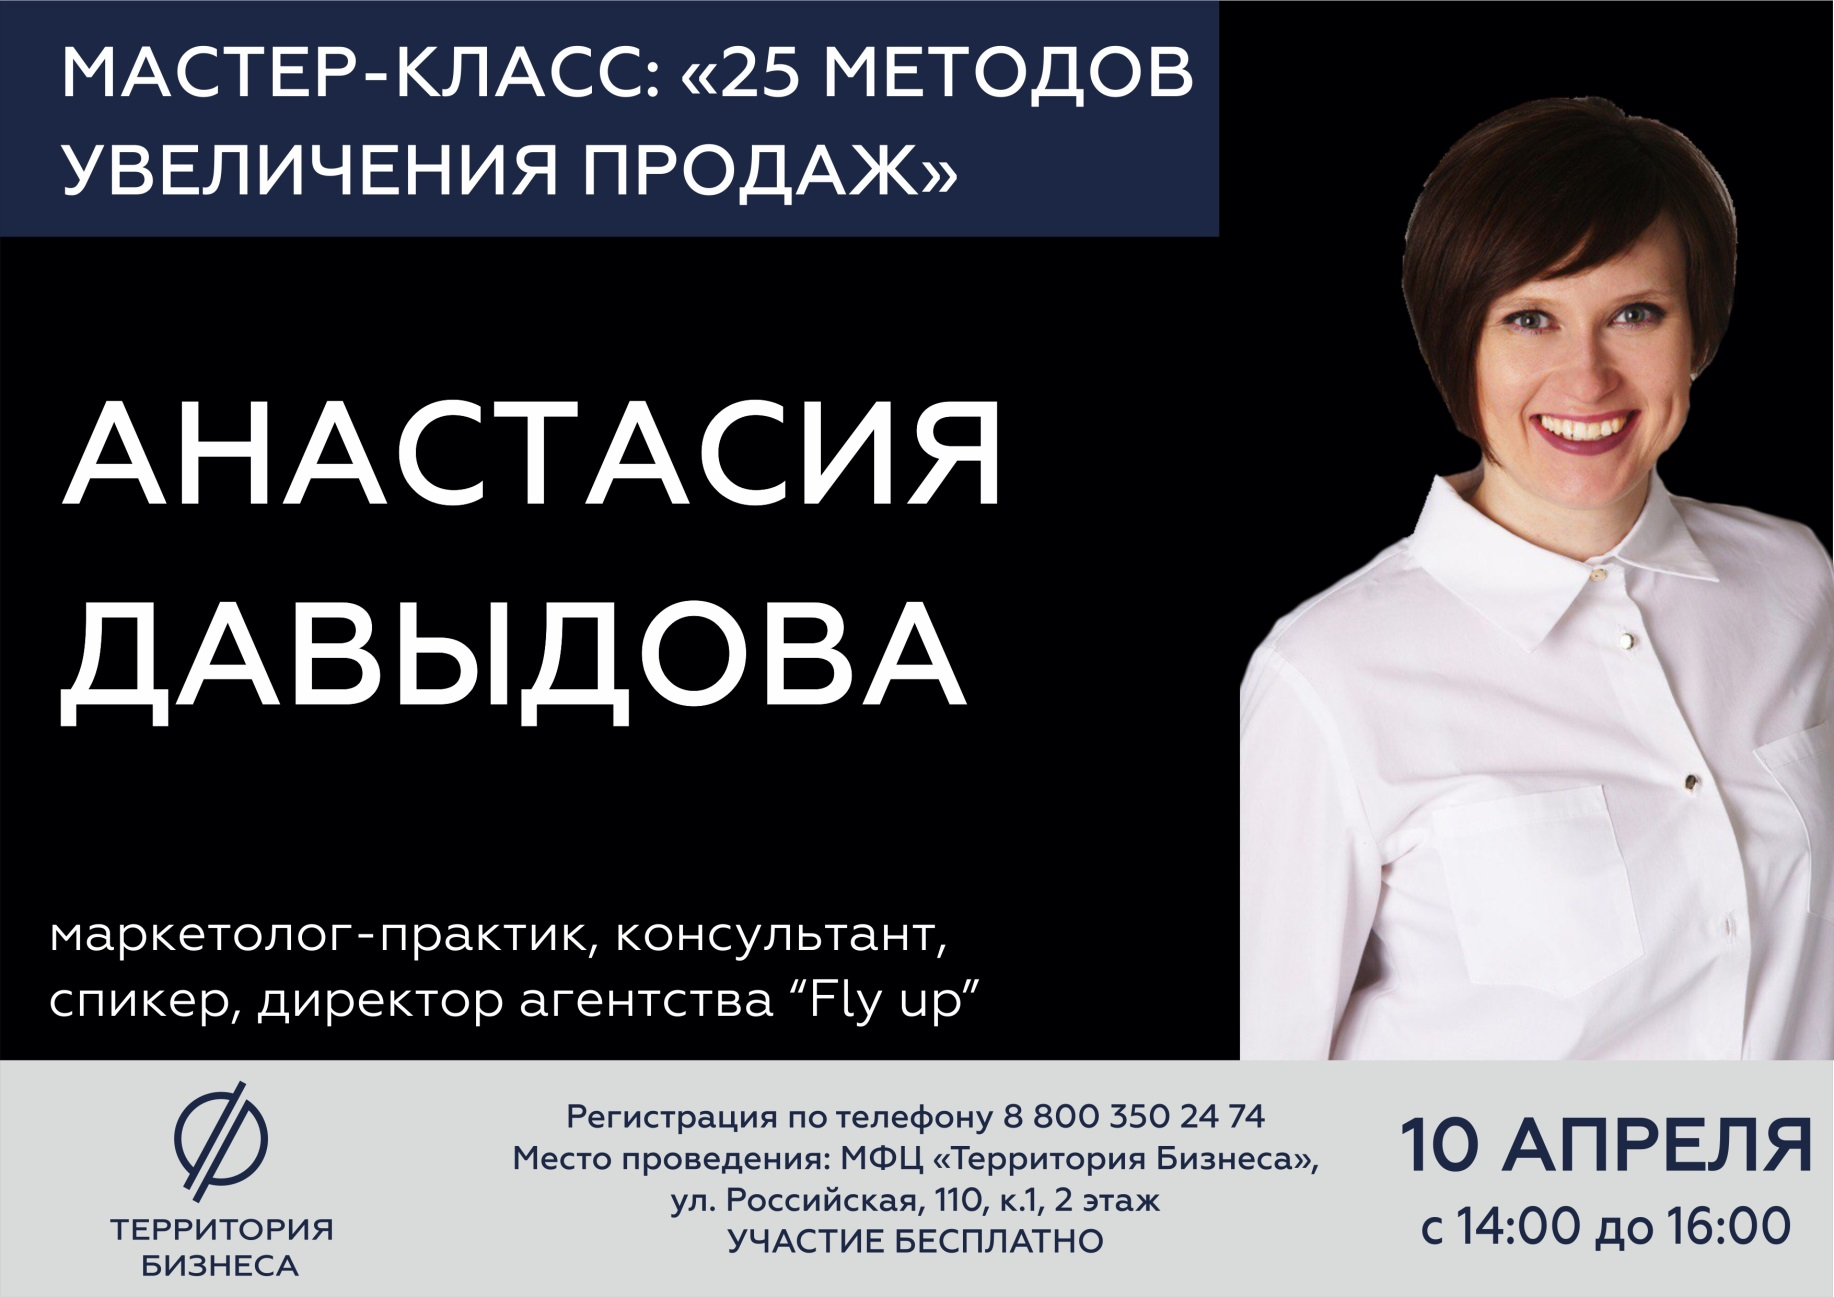 МАСТЕР-КЛАСС: «25 МЕТОДОВ
УВЕЛИЧЕНИЯ ПРОДАЖ»
АНАСТАСИЯ
ДАВЫДОВА
маркетолог-практик, консультант,
спикер, директор агентства “Fly up”
ТЕРРИТОРИЯ
БИЗНЕСА
Регистрация по телефону 8 800 350 24 74
Место проведения: МФЦ «Территория Бизнеса»,
ул. Российская, 110, к.1, 2 этаж
УЧАСТИЕ БЕСПЛАТНО
10 АПРЕЛЯ
с 14:00 до 16:00